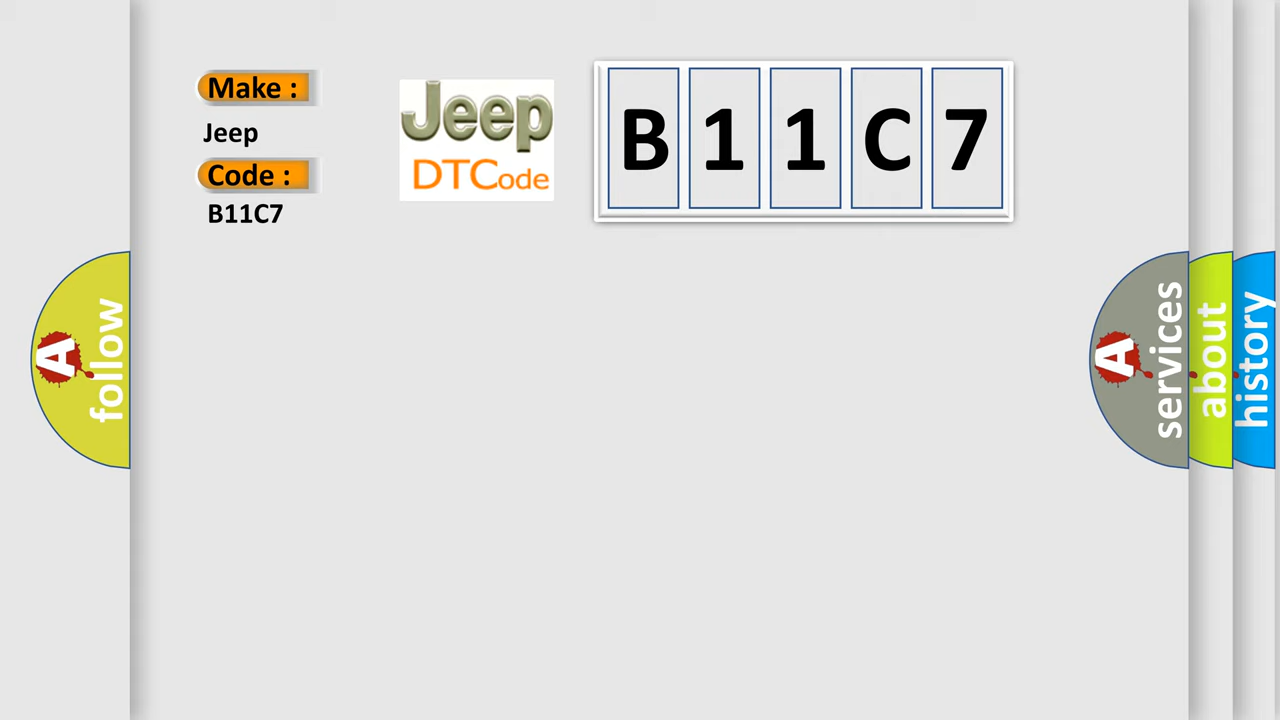 Make :
Jeep
Code :
B11C7
Jeep
DTCode
B 1 1 C 7
A follow
A services
about
history